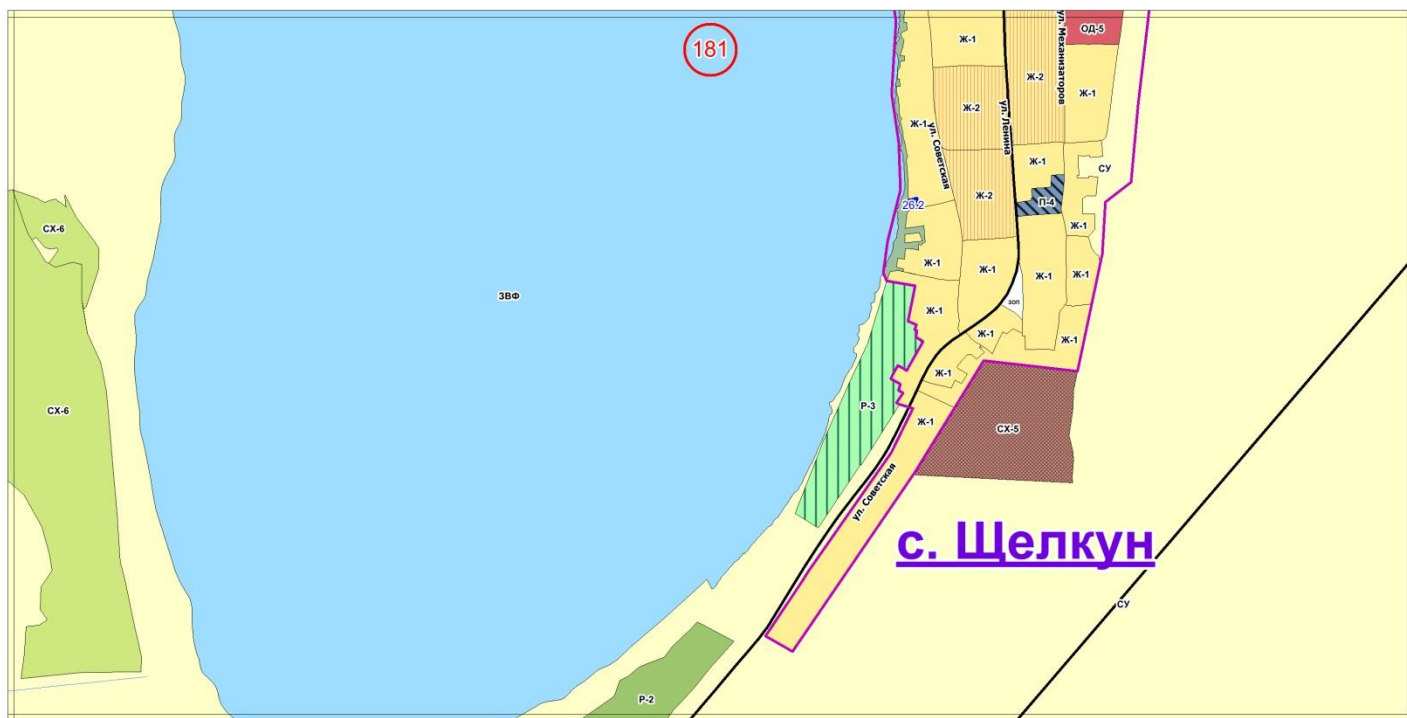 181
ул. Механизаторов
ОД-5
Ж-1
Ж-2
Ж-1
Ж-2
ул. Ленина
Ж-1
ул. Советская
Ж-1
СУ
Ж-2
П-4
26.2
Ж-1
СХ-6
Ж-1
Ж-1
Ж-1
Ж-1
ЗВФ
ЗОП
Ж-1
Ж-1
Ж-1
Ж-1
СХ-6
Р-3
Ж-1
СХ-5
ул. Советская
с. Щелкун
СУ
Р-2